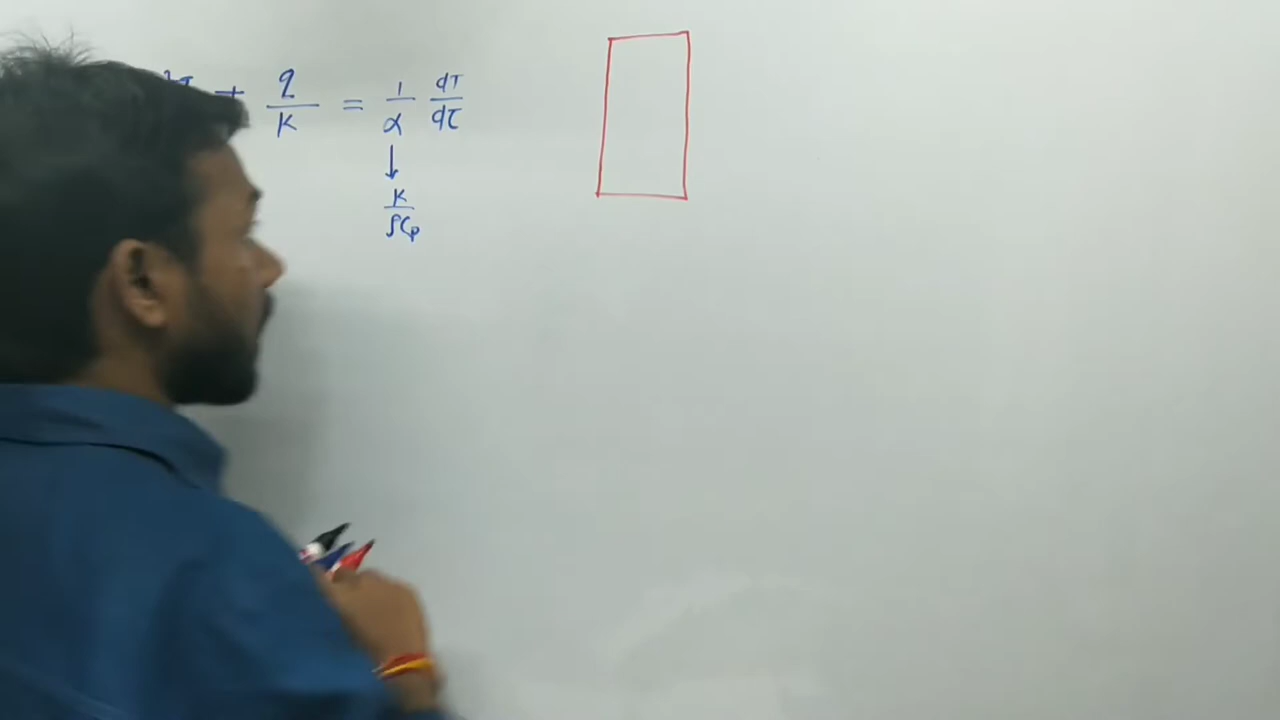 + q/K = 1/α dT/dτ
↓
K/ρCp